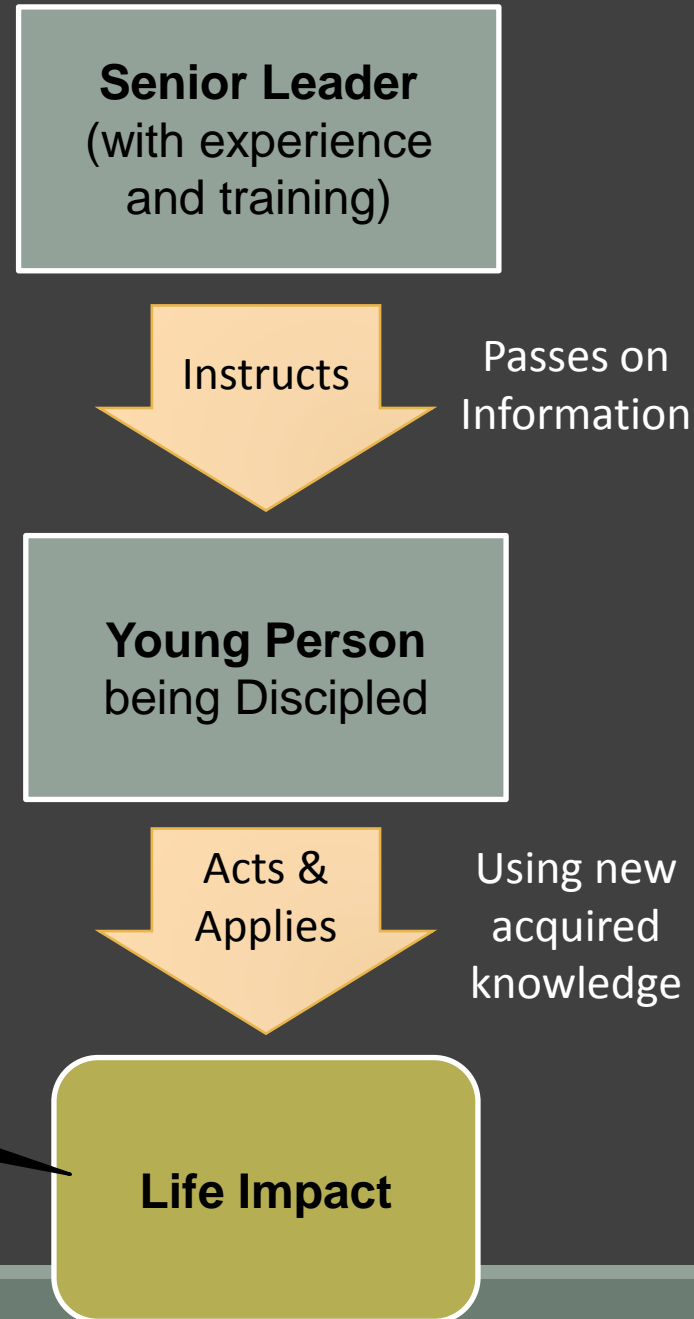 Senior Leader
(with experience
and training)
Instructs
Passes on
Information
Young Person
being Discipled
Acts &
Applies
Using new
acquired
knowledge
Life Impact